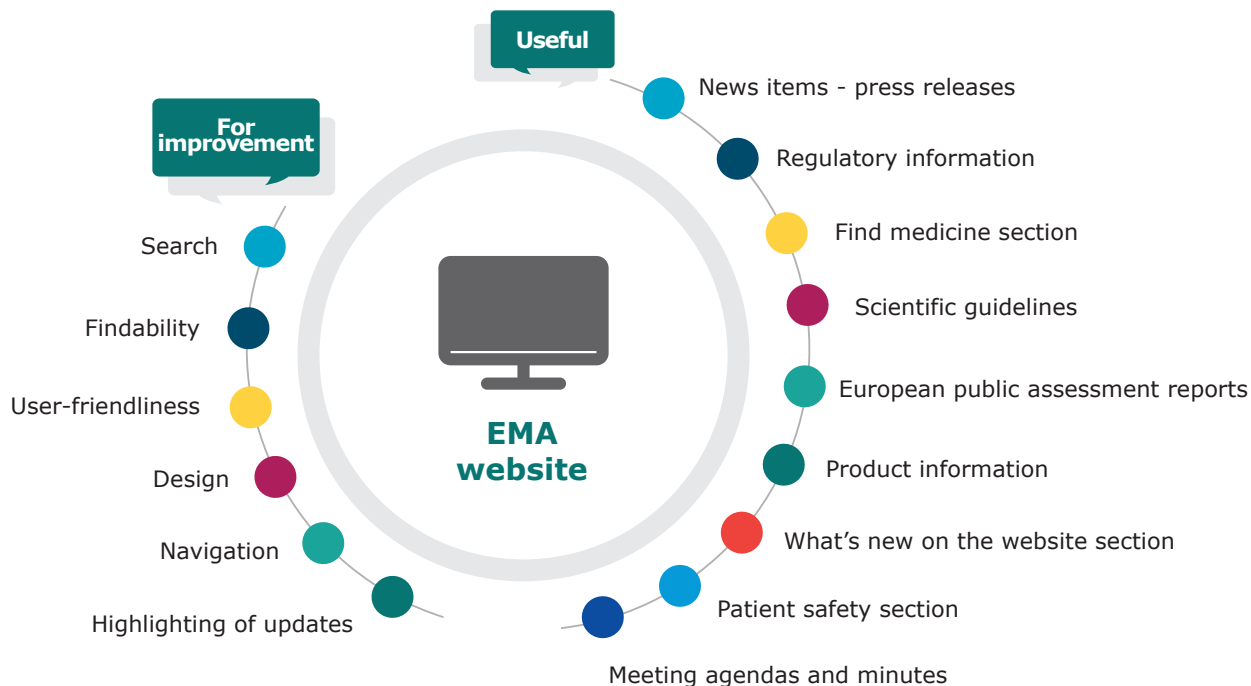 Useful
News items - press releases
Regulatory information
Find medicine section
Scientific guidelines
European public assessment reports
Product information
What’s new on the website section
Patient safety section
Meeting agendas and minutes
For
improvement
Search
Findability
User-friendliness
Design
Navigation
Highlighting of updates
EMA
website